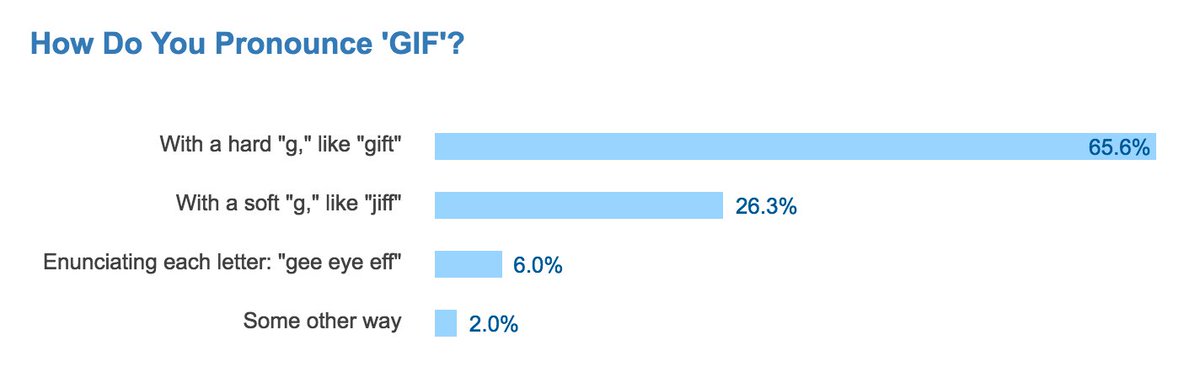 How Do You Pronounce 'GIF'?
With a hard "g," like "gift" 65.6%
With a soft "g," like "jiff" 26.3%
Enunciating each letter: "gee eye eff" 6.0%
Some other way 2.0%